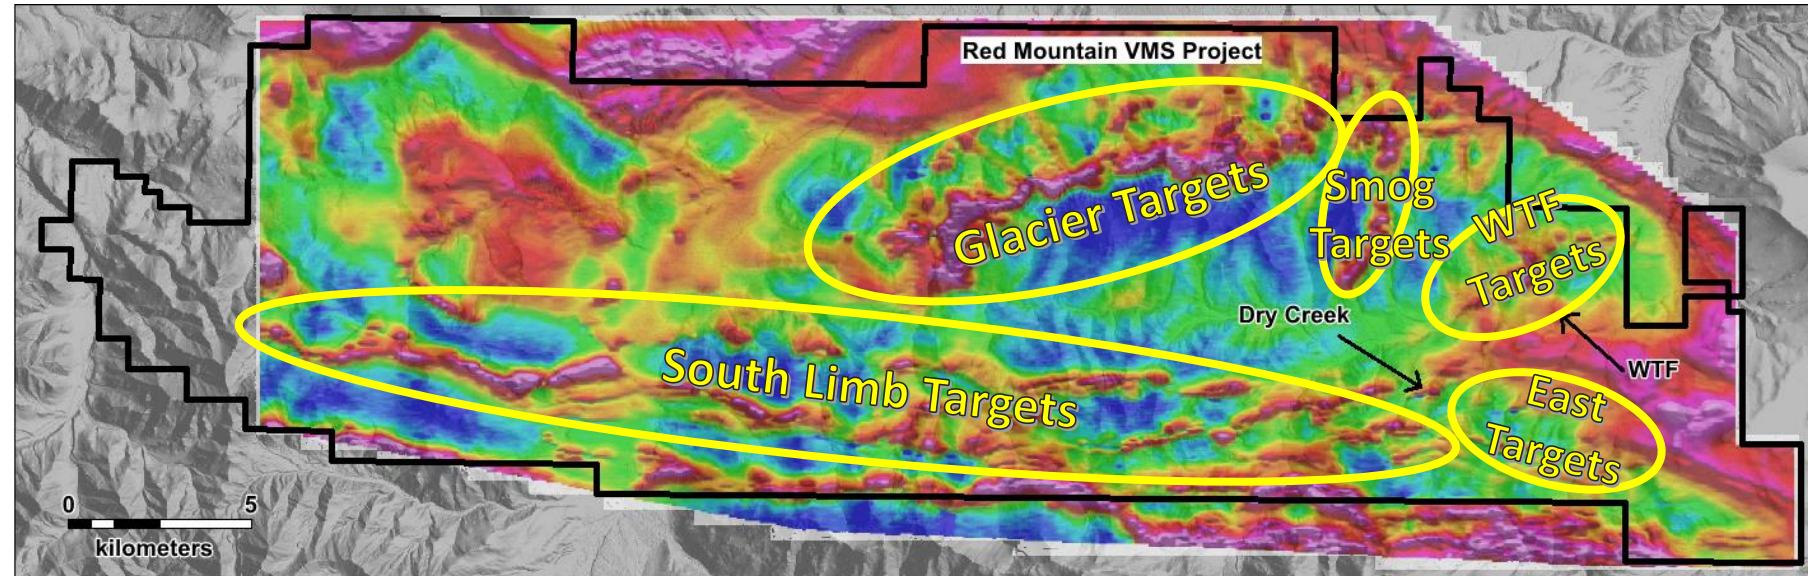 Red Mountain VMS Project
Glacier Targets
Smog
Targets
WTF
Targets
Dry Creek
WTF
South Limb Targets
East
Targets
0 5
kilometers